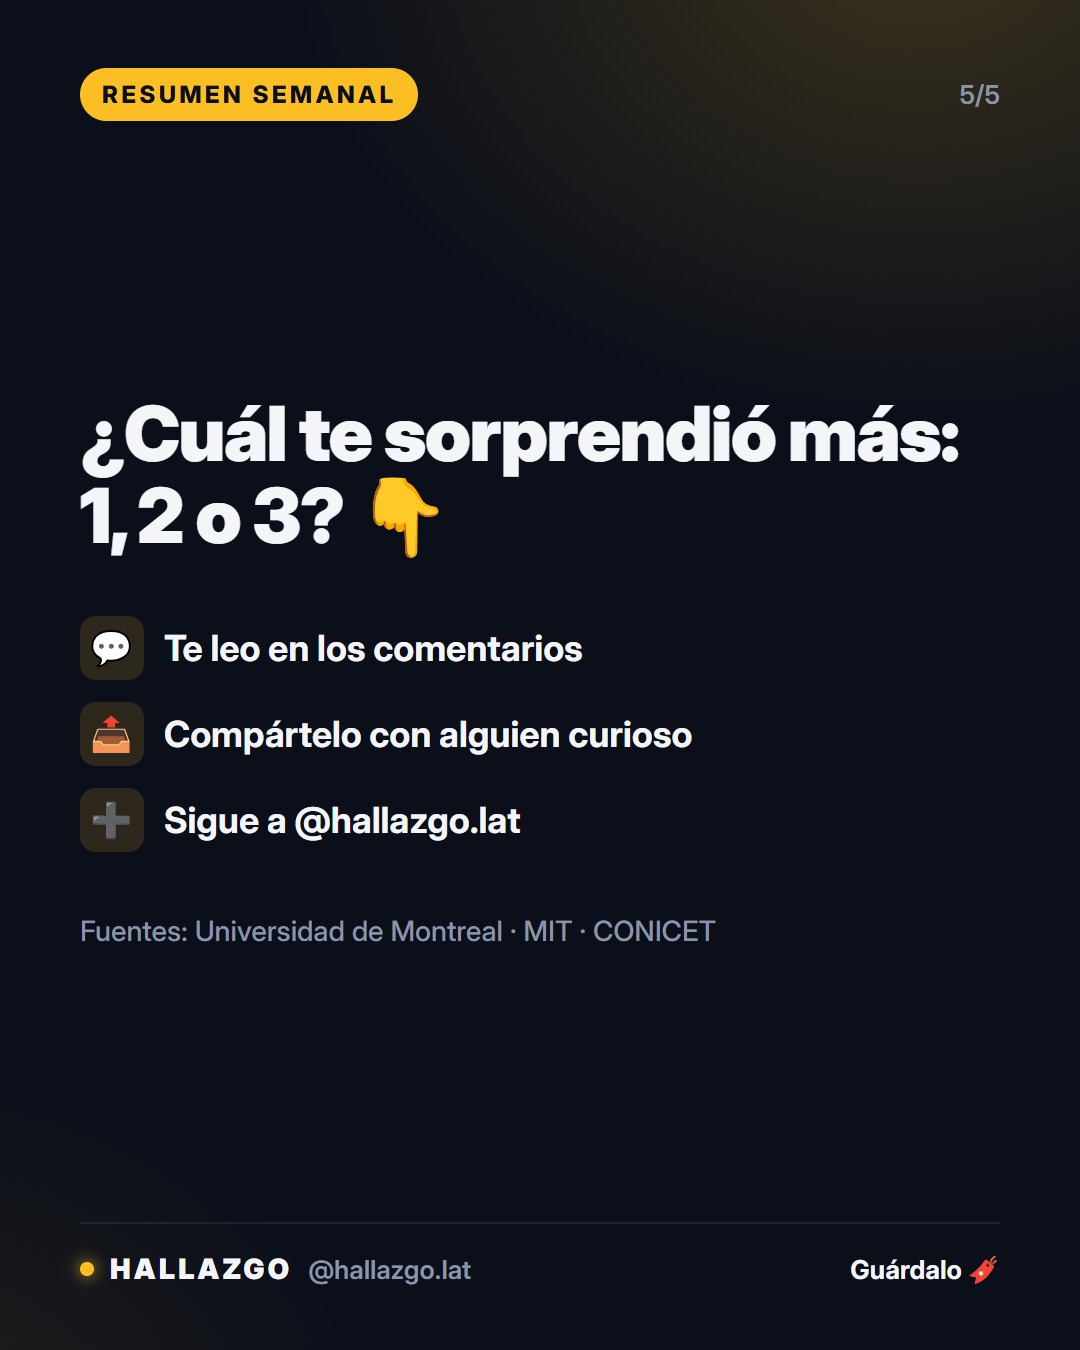 RESUMEN SEMANAL
5/5
¿Cuál te sorprendió más:
1, 2 o 3? 👇
Te leo en los comentarios
Compártelo con alguien curioso
Sigue a @hallazgo.lat
Fuentes: Universidad de Montreal · MIT · CONICET
HALLAZGO @hallazgo.lat
Guárdalo 🔖